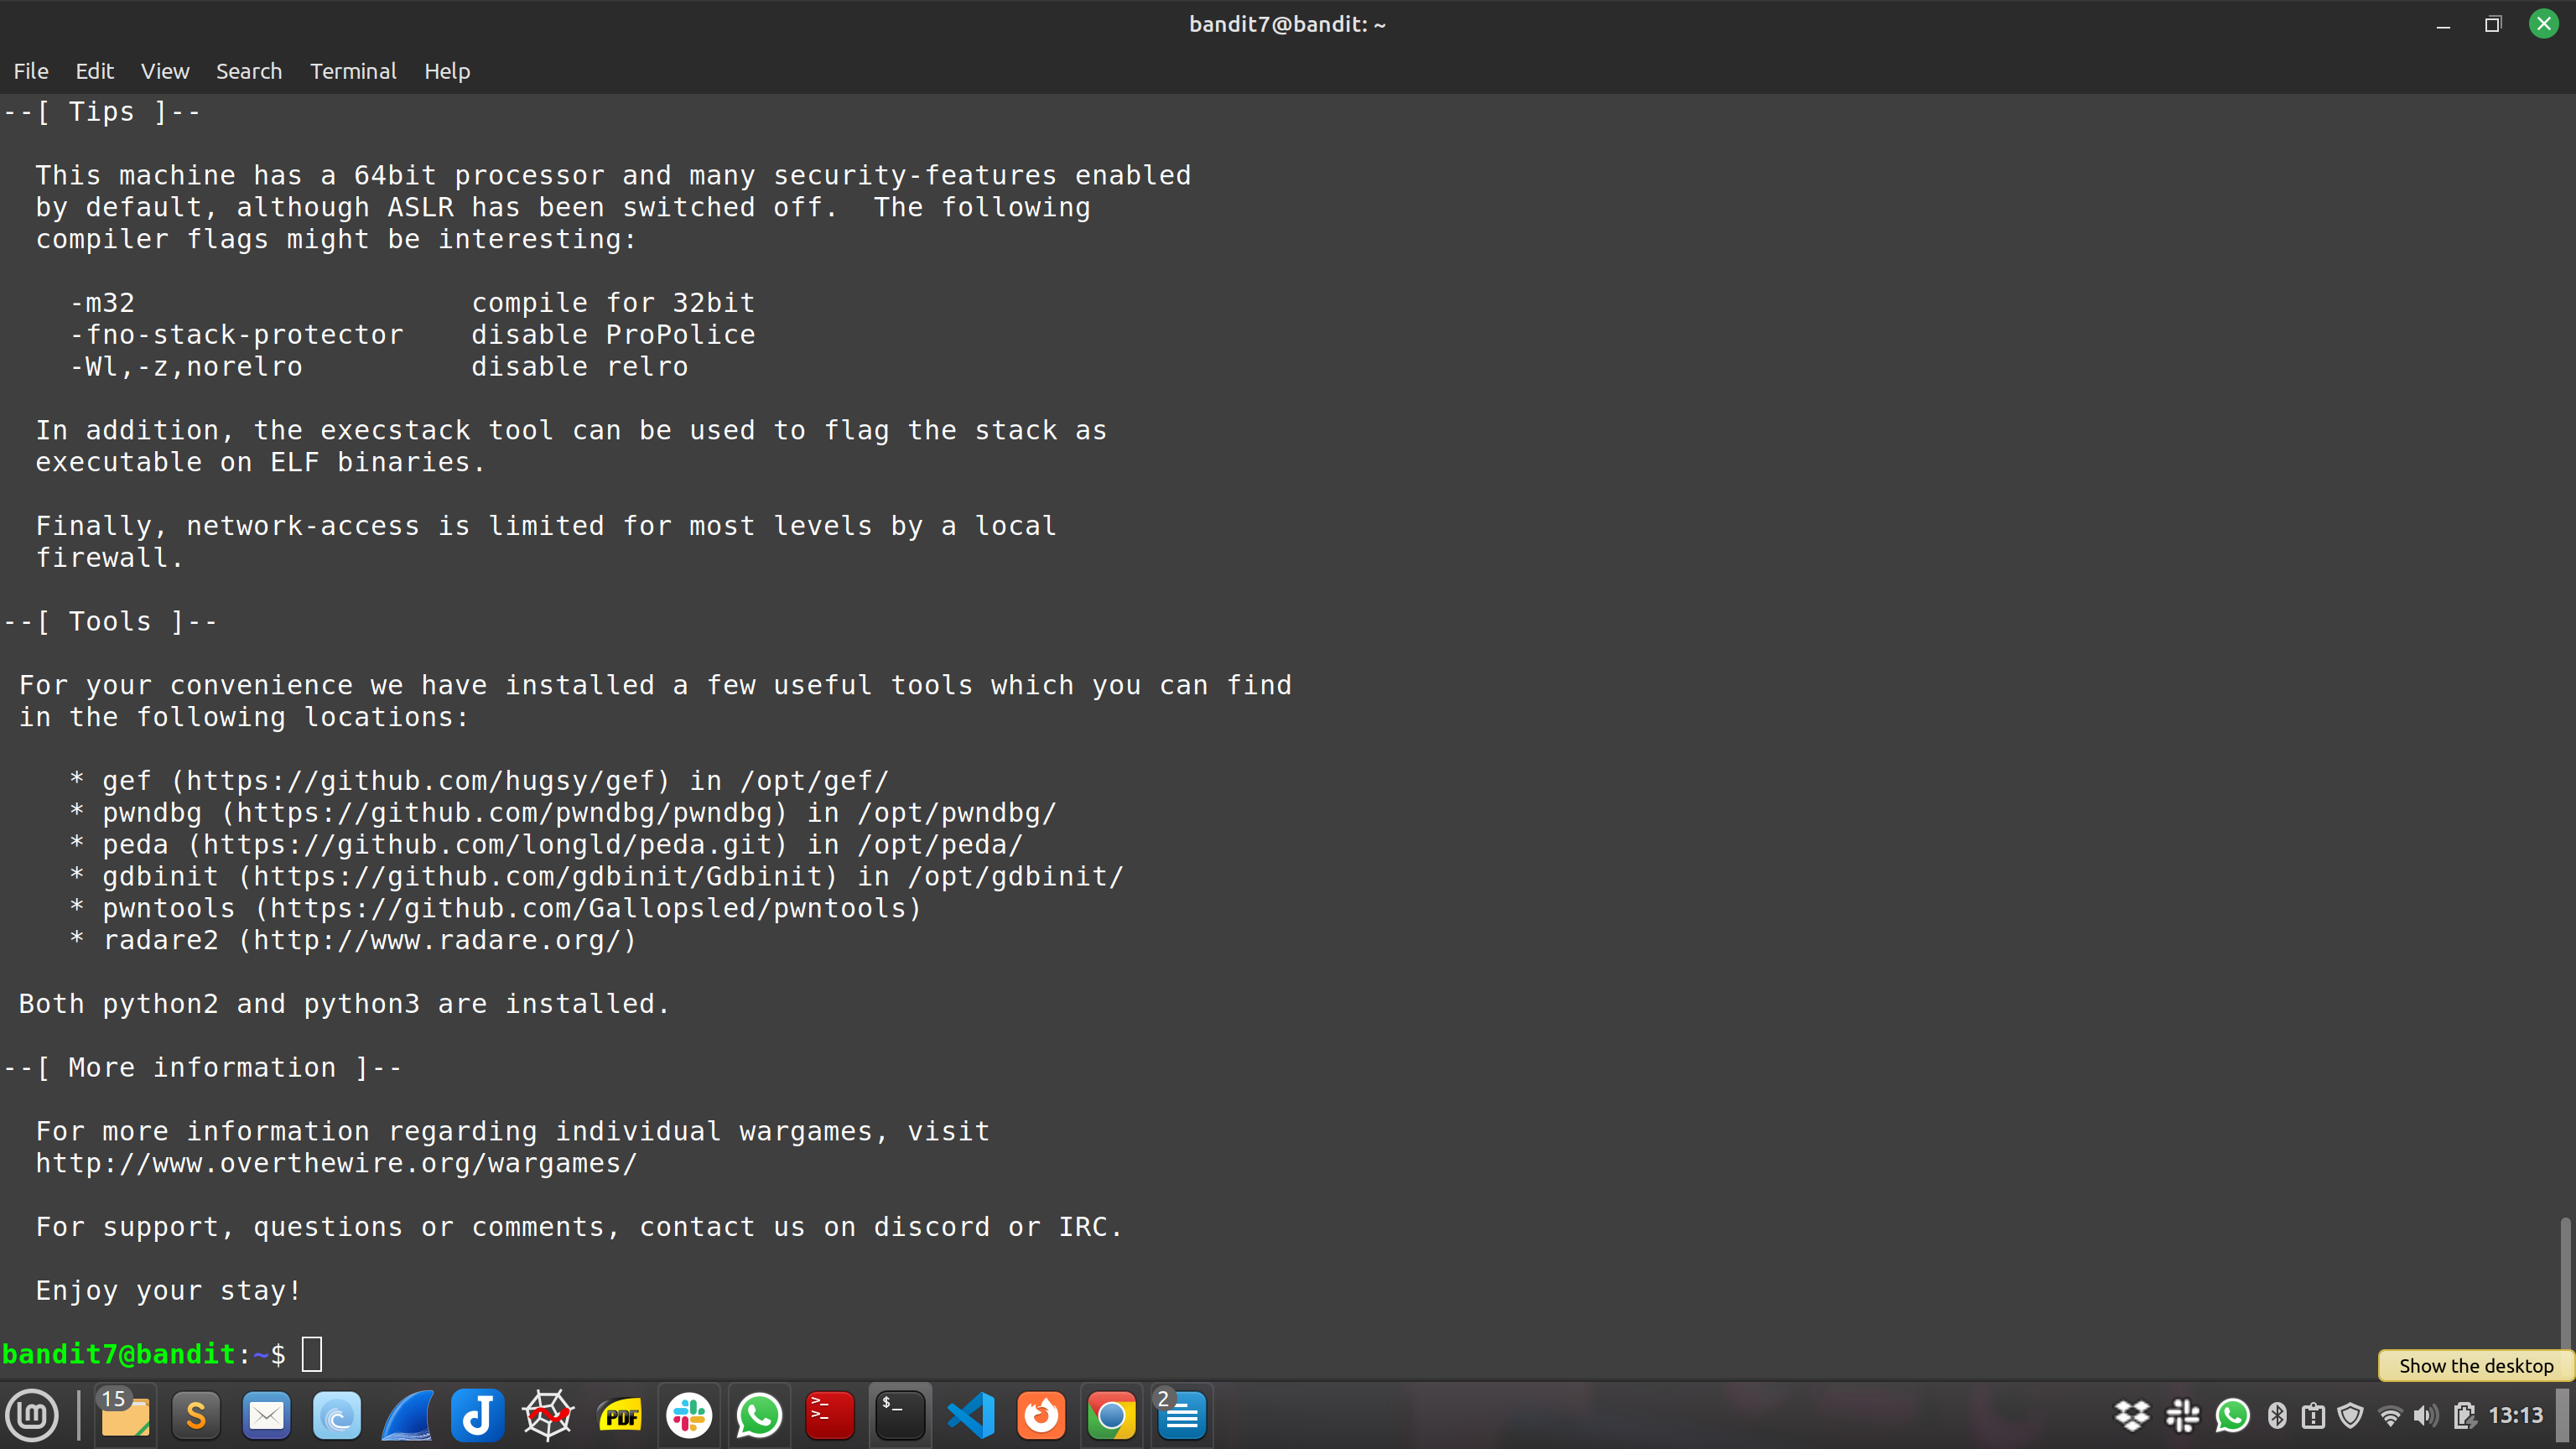 bandit7@bandit: ~
File Edit View Search Terminal Help
--[ Tips ]--
This machine has a 64bit processor and many security-features enabled
by default, although ASLR has been switched off.  The following
compiler flags might be interesting:
-m32                    compile for 32bit
-fno-stack-protector    disable ProPolice
-Wl,-z,norelro          disable relro
In addition, the execstack tool can be used to flag the stack as
executable on ELF binaries.
Finally, network-access is limited for most levels by a local
firewall.
--[ Tools ]--
For your convenience we have installed a few useful tools which you can find
in the following locations:
* gef (https://github.com/hugsy/gef) in /opt/gef/
* pwndbg (https://github.com/pwndbg/pwndbg) in /opt/pwndbg/
* peda (https://github.com/longld/peda.git) in /opt/peda/
* gdbinit (https://github.com/gdbinit/Gdbinit) in /opt/gdbinit/
* pwntools (https://github.com/Gallopsled/pwntools)
* radare2 (http://www.radare.org/)
Both python2 and python3 are installed.
--[ More information ]--
For more information regarding individual wargames, visit
http://www.overthewire.org/wargames/
For support, questions or comments, contact us on discord or IRC.
Enjoy your stay!
bandit7@bandit:~$
Show the desktop
15 S PDF >_ >_ $_ 2 13:13